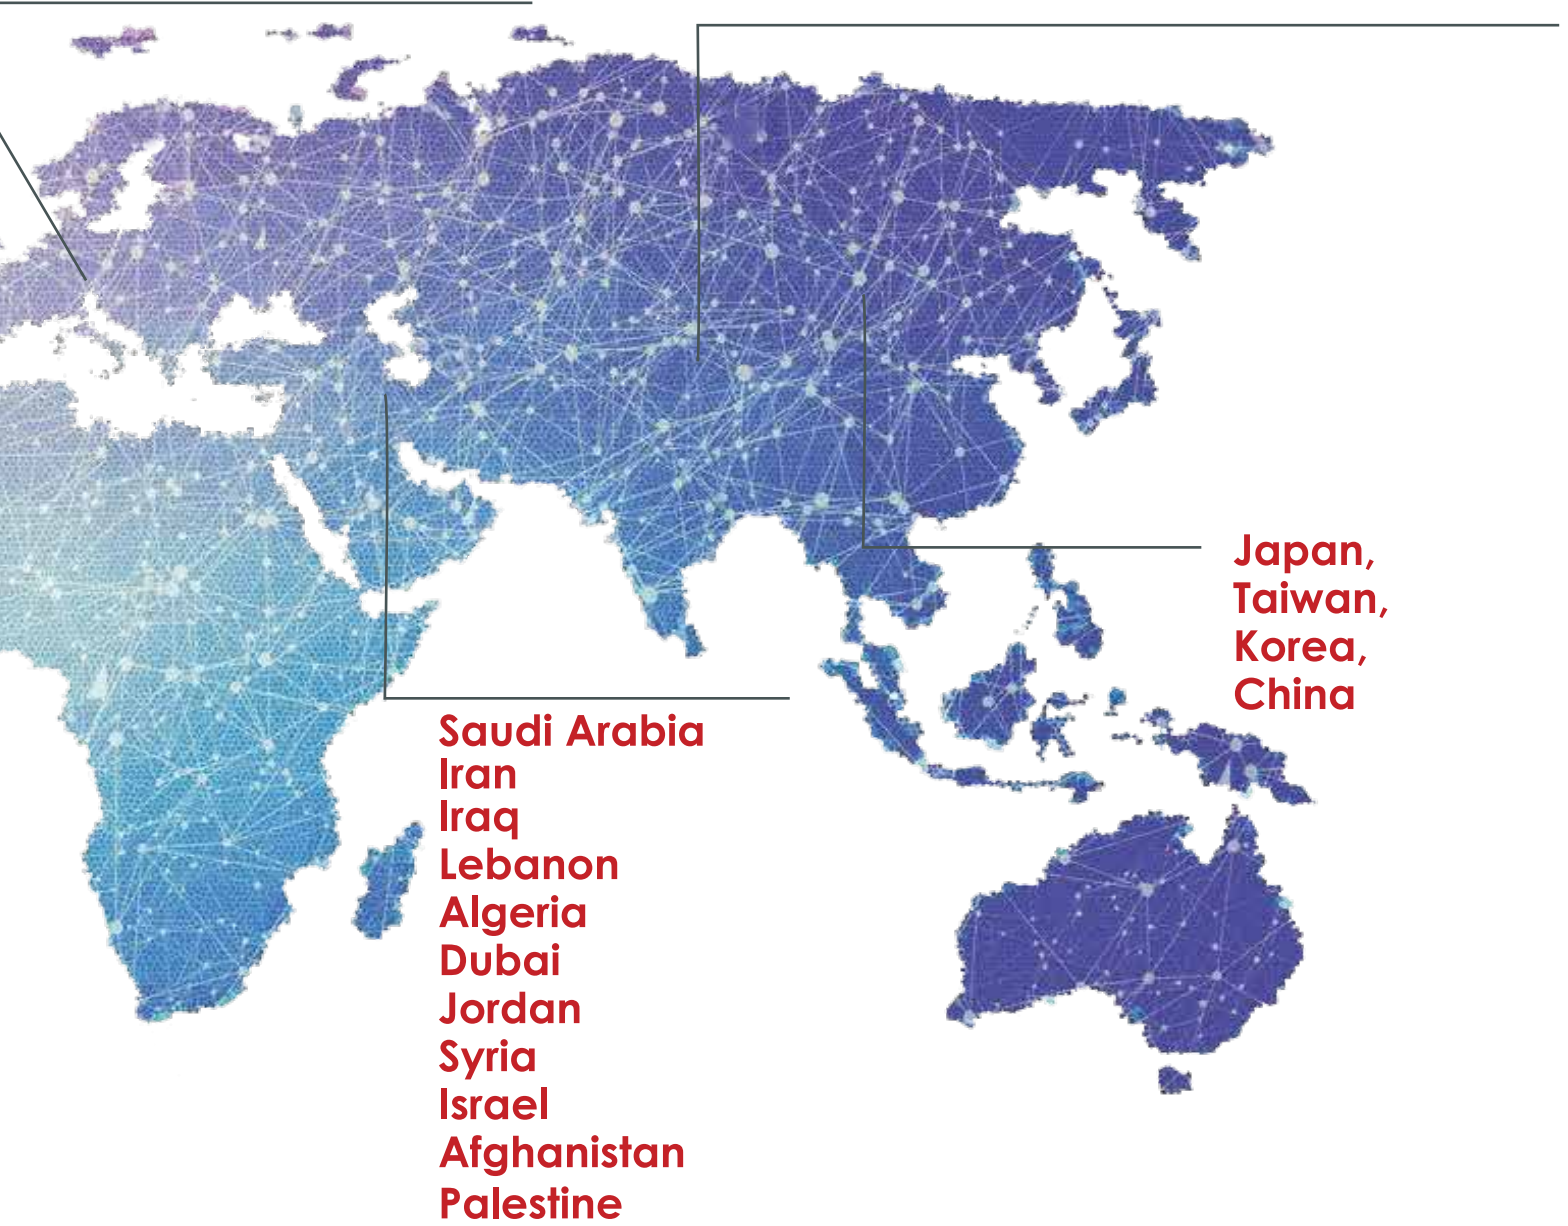 Japan,
Taiwan,
Korea,
China
Saudi Arabia
Iran
Iraq
Lebanon
Algeria
Dubai
Jordan
Syria
Israel
Afghanistan
Palestine